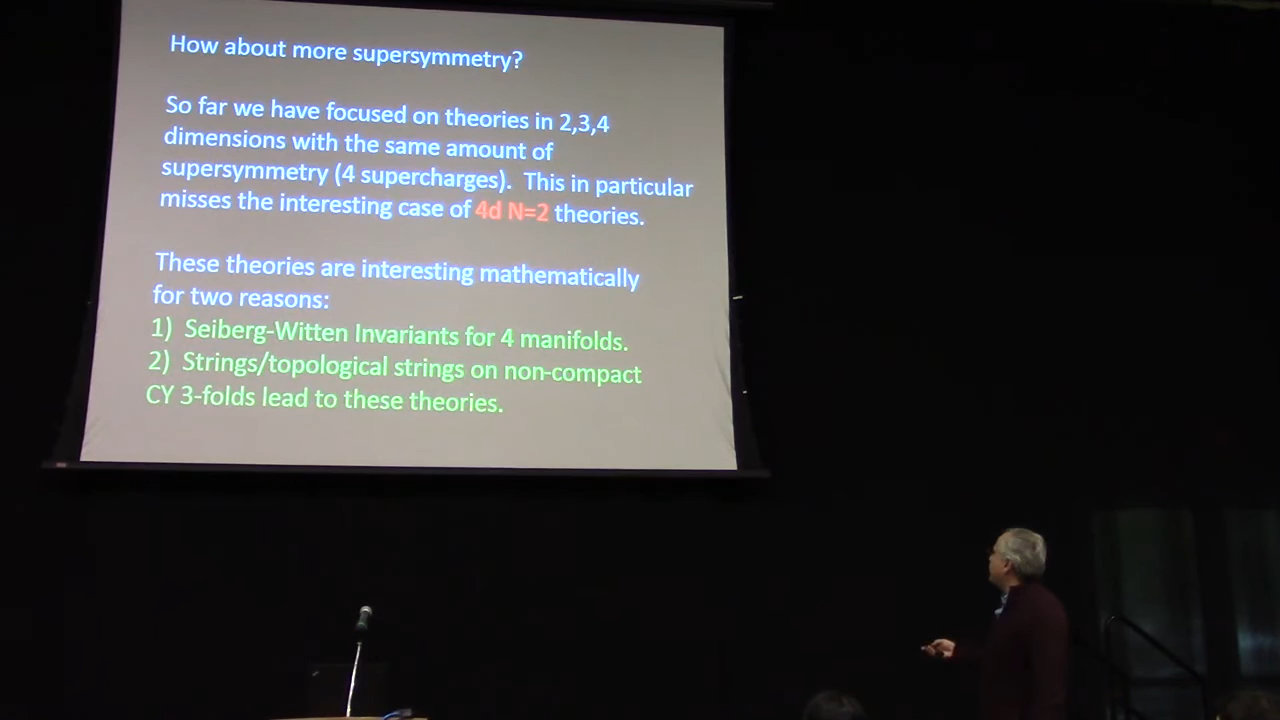 How about more supersymmetry?
So far we have focused on theories in 2,3,4
dimensions with the same amount of
supersymmetry (4 supercharges). This in particular
misses the interesting case of 4d N=2 theories.
These theories are interesting mathematically
for two reasons:
1) Seiberg-Witten Invariants for 4 manifolds.
2) Strings/topological strings on non-compact
CY 3-folds lead to these theories.